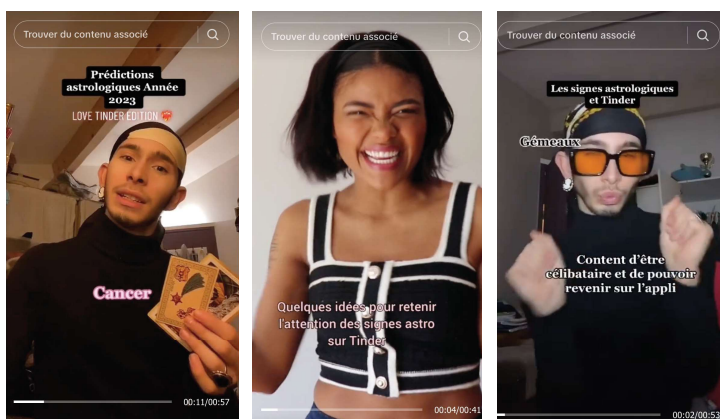 Trouver du contenu associé
Prédictions
astrologiques Année
2023
LOVE TINDER EDITION
Cancer
00:11/00:57
Trouver du contenu associé
Quelques idées pour retenir
l'attention des signes astro
sur Tinder
00:04/00:41
Trouver du contenu associé
Les signes astrologiques
et Tinder
Gémeaux
Content d'être
célibataire et de pouvoir
revenir sur l'appli
00:02/00:53